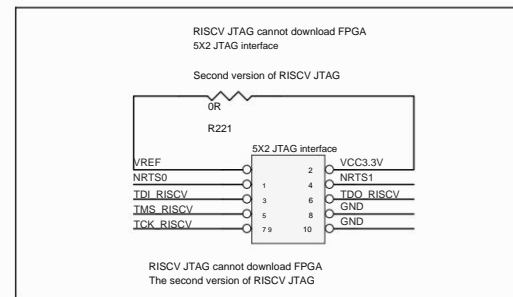 RISCV JTAG cannot download FPGA
5X2 JTAG interface
Second version of RISCV JTAG
0R
R221
5X2 JTAG interface
VREF 2 VCC3.3V
NRTS0 1 4 NRTS1
TDI_RISCV 3 6 TDO_RISCV
TMS_RISCV 5 8 GND
TCK_RISCV 7 9 10 GND
RISCV JTAG cannot download FPGA
The second version of RISCV JTAG